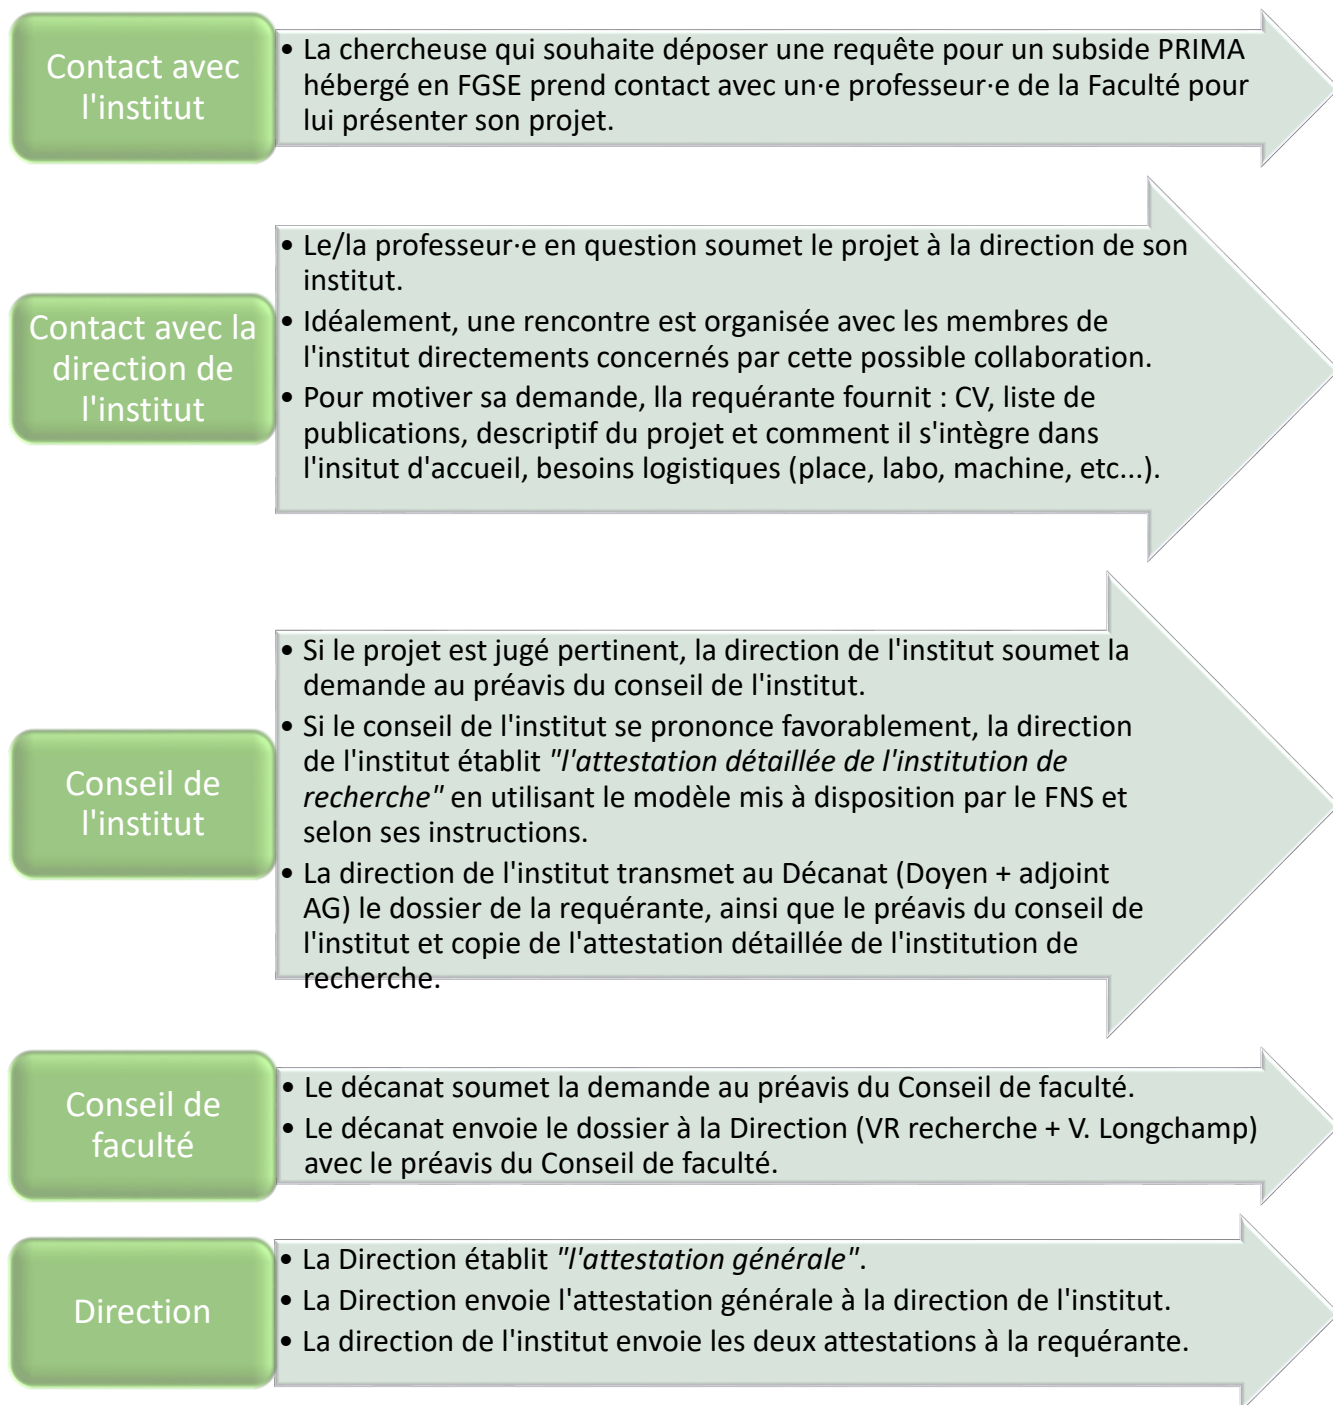 Contact avec
l'institut
• La chercheuse qui souhaite déposer une requête pour un subside PRIMA
hébergé en FGSE prend contact avec un·e professeur·e de la Faculté pour
lui présenter son projet.
Contact avec la
direction de
l'institut
• Le/la professeur·e en question soumet le projet à la direction de son
institut.
• Idéalement, une rencontre est organisée avec les membres de
l'institut directements concernés par cette possible collaboration.
• Pour motiver sa demande, lla requérante fournit : CV, liste de
publications, descriptif du projet et comment il s'intègre dans
l'insitut d'accueil, besoins logistiques (place, labo, machine, etc...).
Conseil de
l'institut
• Si le projet est jugé pertinent, la direction de l'institut soumet la
demande au préavis du conseil de l'institut.
• Si le conseil de l'institut se prononce favorablement, la direction
de l'institut établit "l'attestation détaillée de l'institution de
recherche" en utilisant le modèle mis à disposition par le FNS et
selon ses instructions.
• La direction de l'institut transmet au Décanat (Doyen + adjoint
AG) le dossier de la requérante, ainsi que le préavis du conseil de
l'institut et copie de l'attestation détaillée de l'institution de
recherche.
Conseil de
faculté
• Le décanat soumet la demande au préavis du Conseil de faculté.
• Le décanat envoie le dossier à la Direction (VR recherche + V. Longchamp)
avec le préavis du Conseil de faculté.
Direction
• La Direction établit "l'attestation générale".
• La Direction envoie l'attestation générale à la direction de l'institut.
• La direction de l'institut envoie les deux attestations à la requérante.